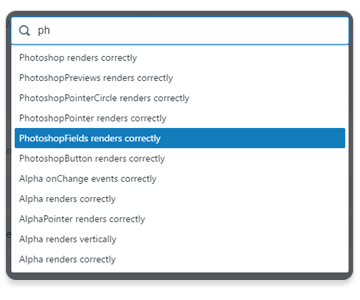 ph
Photoshop renders correctly
PhotoshopPreviews renders correctly
PhotoshopPointerCircle renders correctly
PhotoshopPointer renders correctly
PhotoshopFields renders correctly
PhotoshopButton renders correctly
Alpha onChange events correctly
Alpha renders correctly
AlphaPointer renders correctly
Alpha renders vertically
Alpha renders correctly